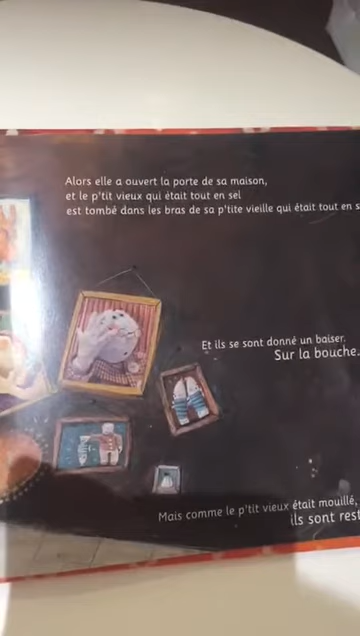 Alors elle a ouvert la porte de sa maison,
et le p'tit vieux qui était tout en sel
est tombé dans les bras de sa p'tite vieille qui était tout en
Et ils se sont donné un baiser.
Sur la bouche.
Mais comme le p'tit vieux était mouillé,
ils sont